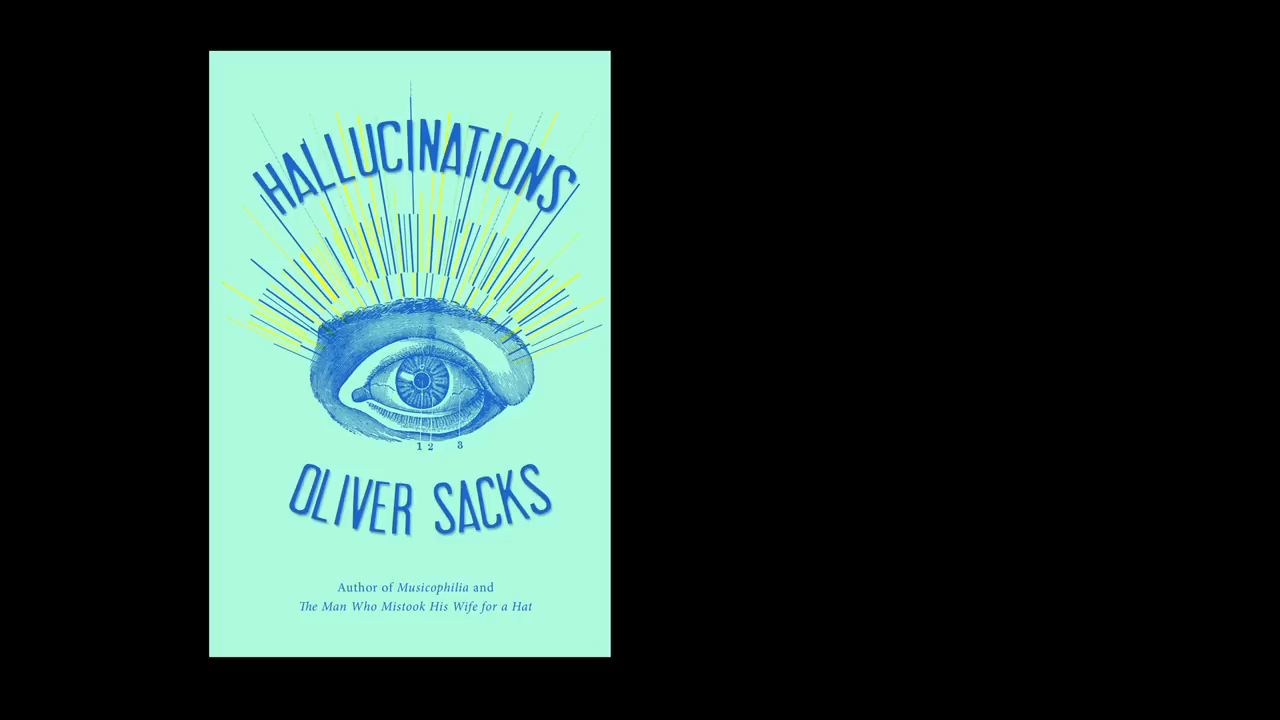 HALLUCINATIONS
1 2 3
OLIVER SACKS
Author of Musicophilia and
The Man Who Mistook His Wife for a Hat